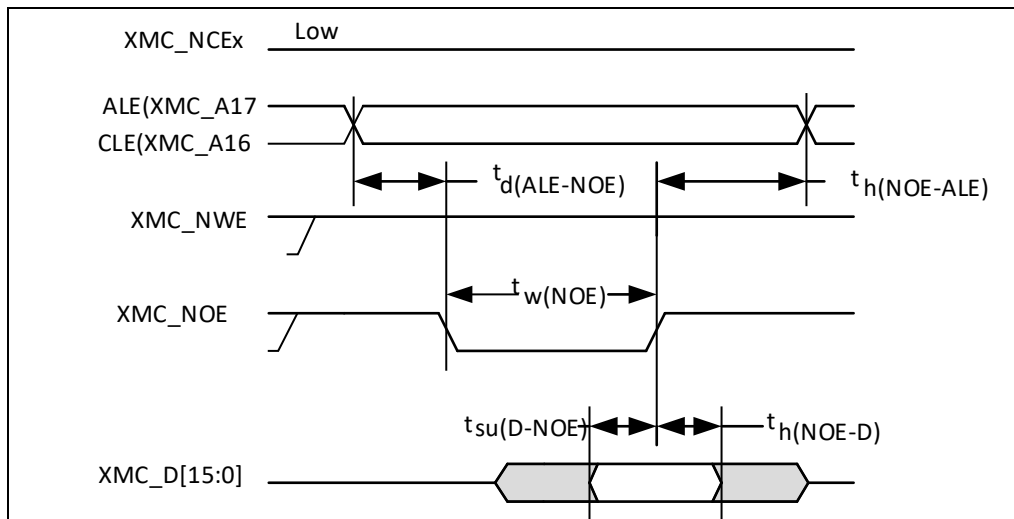 XMC_NCEx
Low
ALE(XMC_A17
CLE(XMC_A16
td(ALE-NOE)
th(NOE-ALE)
XMC_NWE
tw(NOE)
XMC_NOE
tsu(D-NOE)
th(NOE-D)
XMC_D[15:0]